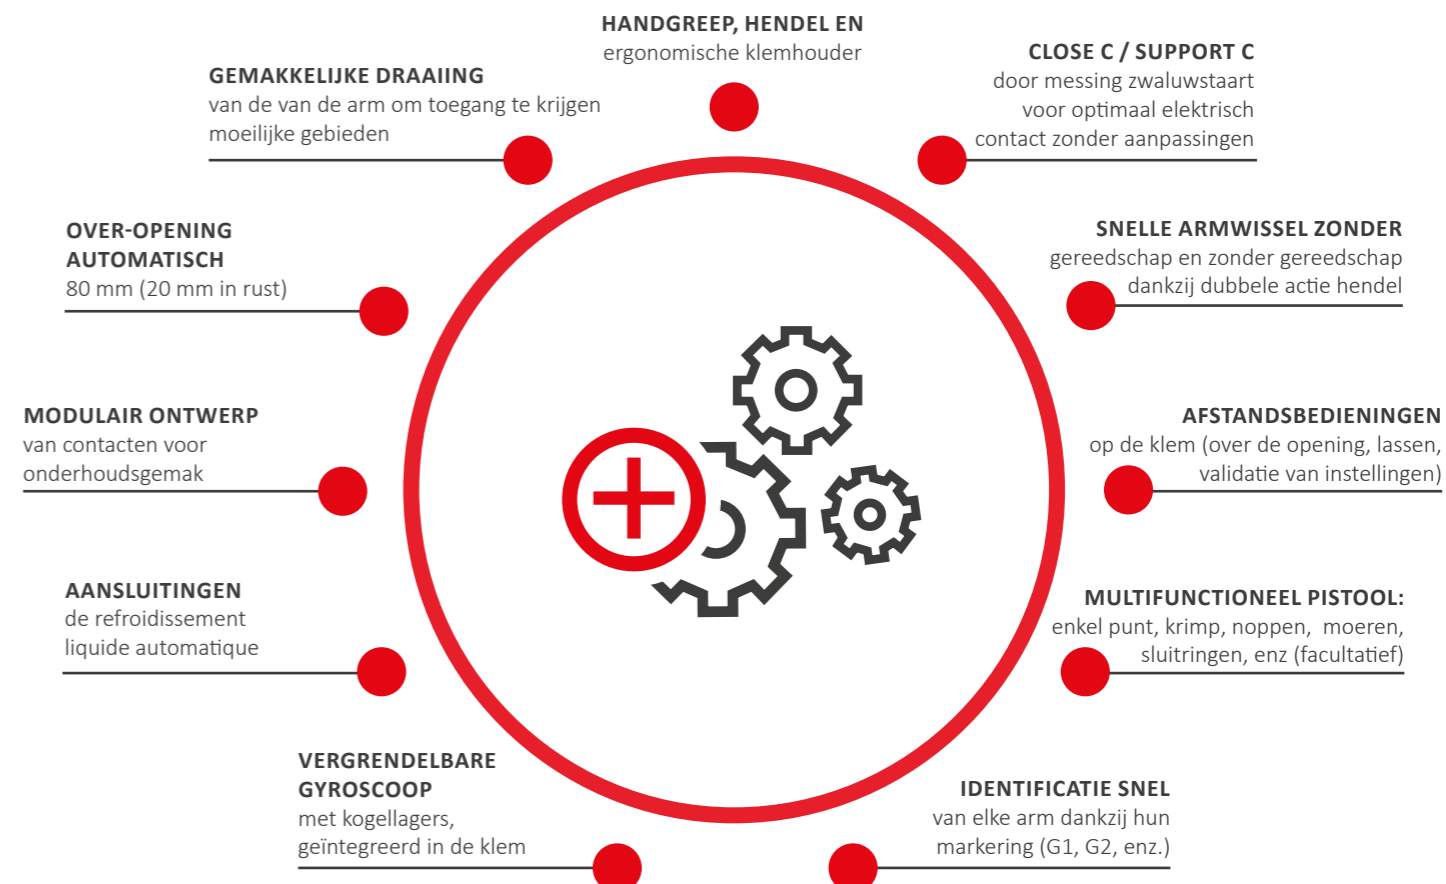 HANDGREEP, HENDEL EN
ergonomische klemhouder
CLOSE C / SUPPORT C
door messing zwaluwstaart
voor optimaal elektrisch
contact zonder aanpassingen
SNELLE ARMWISSEL ZONDER
gereedschap en zonder gereedschap
dankzij dubbele actie hendel
AFSTANDSBEDIENINGEN
op de klem (over de opening, lassen,
validatie van instellingen)
MULTIFUNCTIONEEL PISTOOL:
enkel punt, krimp, noppen, moeren,
sluitringen, enz (facultatief)
IDENTIFICATIE SNEL
van elke arm dankzij hun
markering (G1, G2, enz.)
VERGRENDELBARE
GYROSCOOP
met kogellagers,
geïntegreerd in de klem
AANSLUITINGEN
de refroidissement
liquide automatique
MODULAIR ONTWERP
van contacten voor
onderhoudsgemak
OVER-OPENING
AUTOMATISCH
80 mm (20 mm in rust)
GEMAKKELIJKE DRAAIING
van de van de arm om toegang te krijgen
moeilijke gebieden